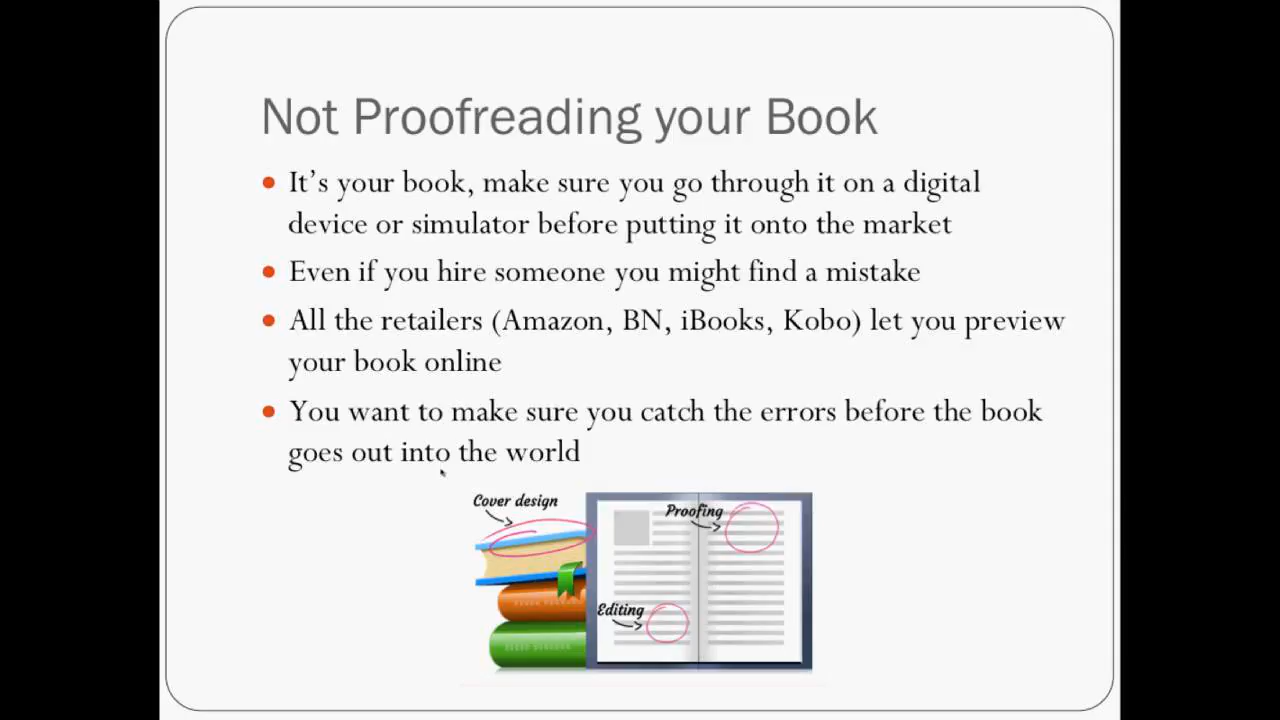 Not Proofreading your Book
It’s your book, make sure you go through it on a digital
device or simulator before putting it onto the market
Even if you hire someone you might find a mistake
All the retailers (Amazon, BN, iBooks, Kobo) let you preview
your book online
You want to make sure you catch the errors before the book
goes out into the world
Cover design
Proofing
Editing